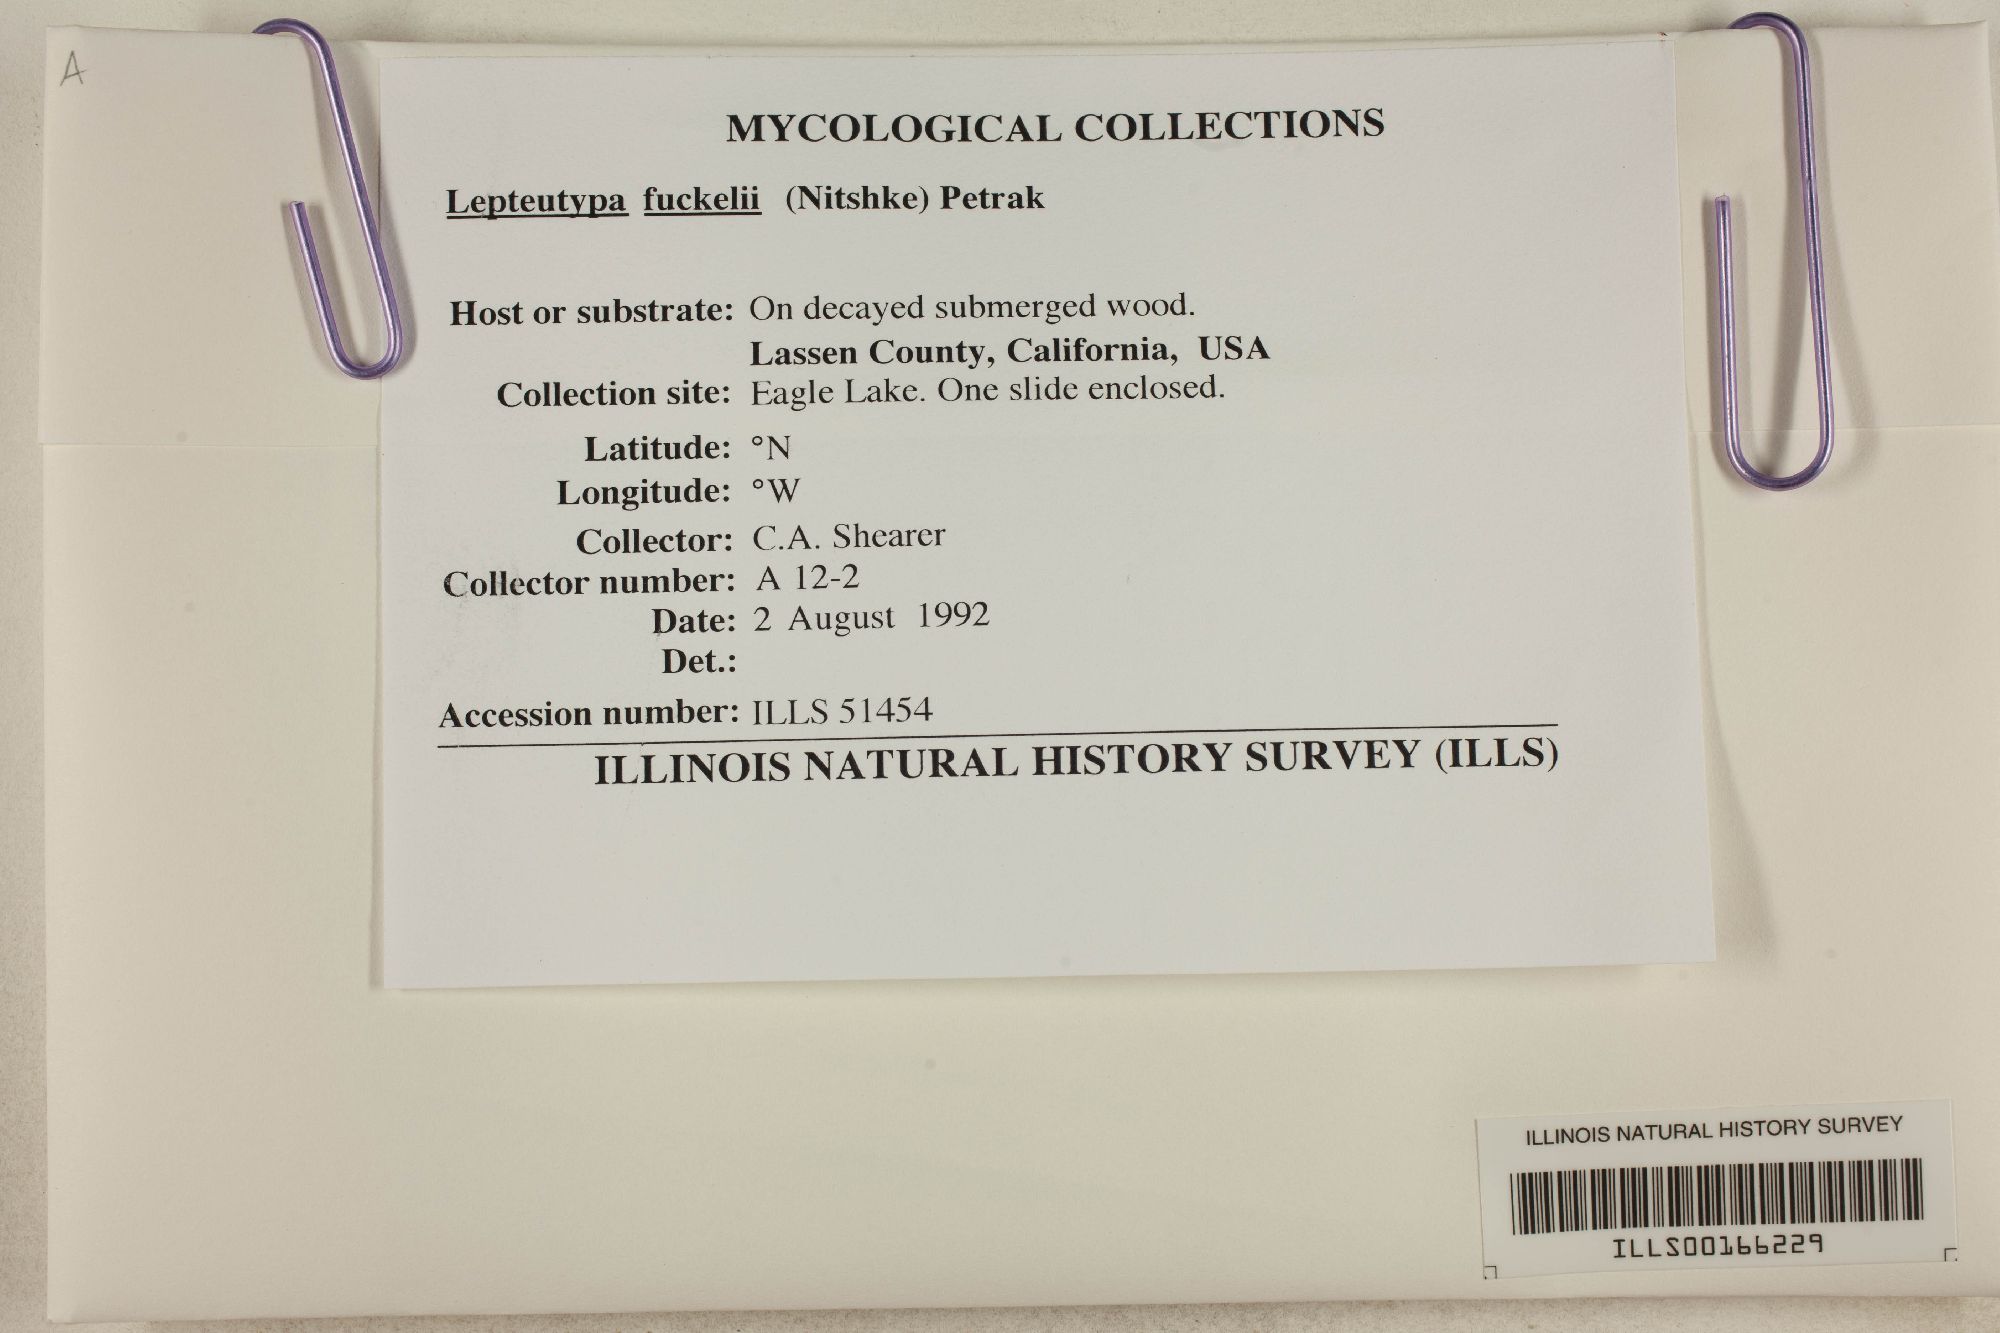 A
MYCOLOGICAL COLLECTIONS
Lepteutypa fuckelii (Nitshke) Petrak
Host or substrate: On decayed submerged wood.
Lassen County, California, USA
Collection site: Eagle Lake. One slide enclosed.
Latitude: °N
Longitude: °W
Collector: C.A. Shearer
Collector number: A 12-2
Date: 2 August 1992
Det.:
Accession number: ILLS 51454
ILLINOIS NATURAL HISTORY SURVEY (ILLS)
ILLINOIS NATURAL HISTORY SURVEY
ILLS00166229